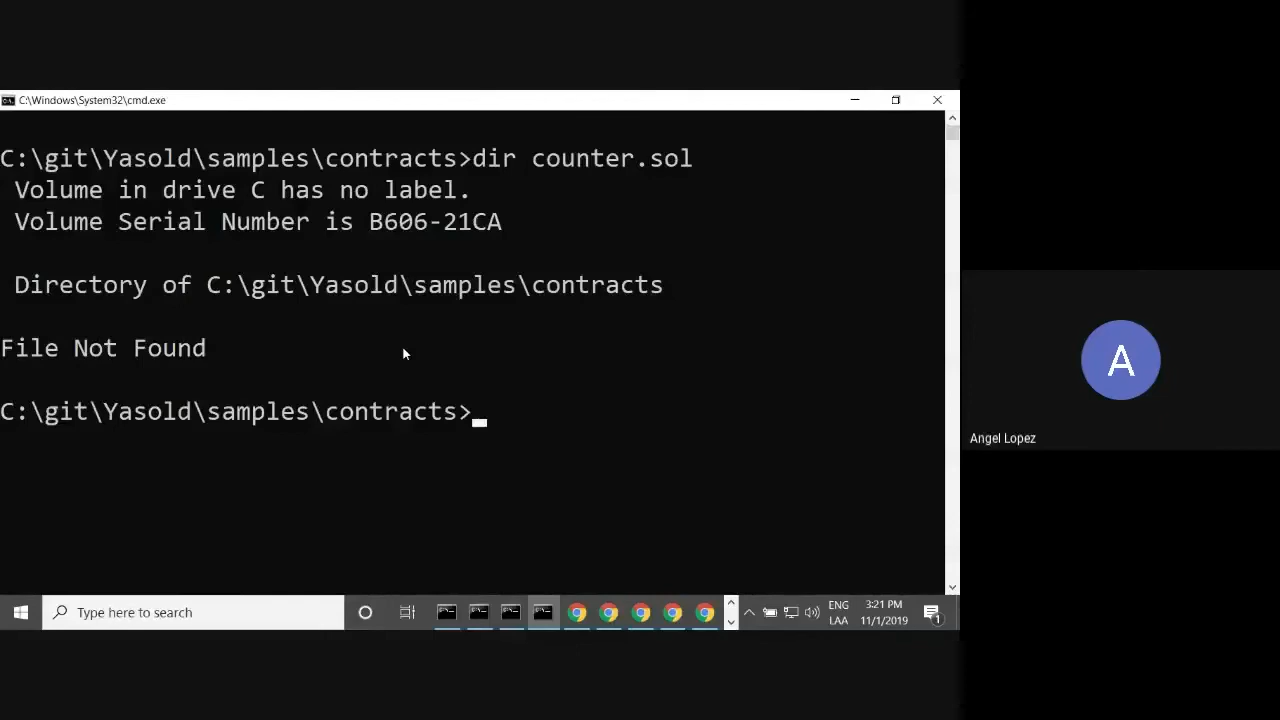 C:\Windows\System32\cmd.exe
C:\git\Yasold\samples\contracts>dir counter.sol
Volume in drive C has no label.
Volume Serial Number is B606-21CA
Directory of C:\git\Yasold\samples\contracts
File Not Found
C:\git\Yasold\samples\contracts>
A
Angel Lopez
Type here to search
ENG
LAA
3:21 PM
11/1/2019
1